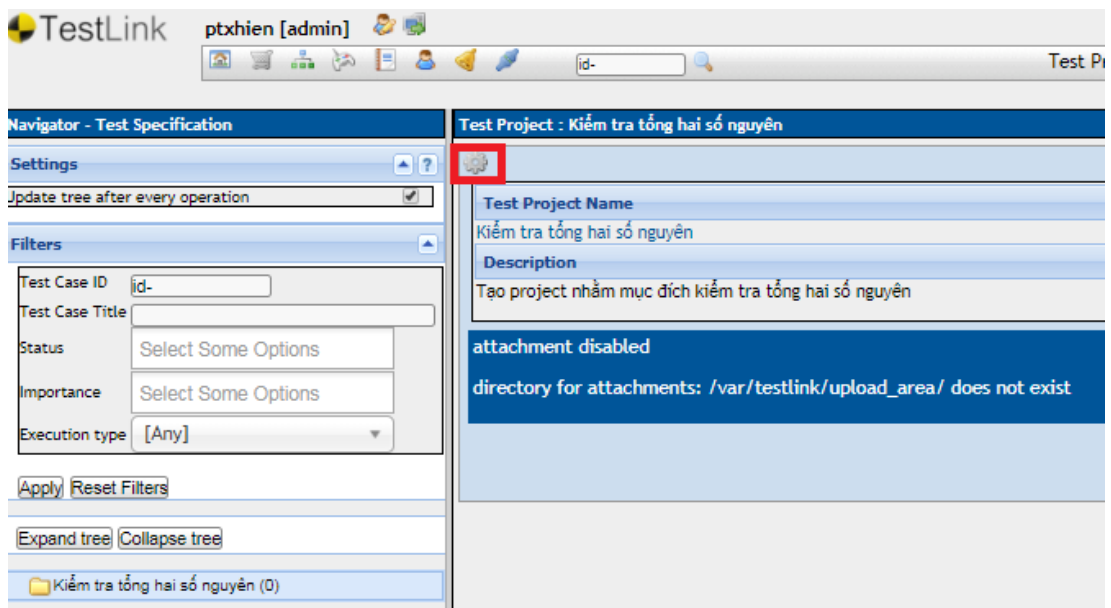 TestLink
ptxhien [admin]
id-
Test Pr
Navigator - Test Specification
Settings
?
Update tree after every operation
Filters
Test Case ID id-
Test Case Title
Status Select Some Options
Importance Select Some Options
Execution type [Any]
Apply Reset Filters
Expand tree Collapse tree
Kiểm tra tổng hai số nguyên (0)
Test Project : Kiểm tra tổng hai số nguyên
Test Project Name
Kiểm tra tổng hai số nguyên
Description
Tạo project nhằm mục đích kiểm tra tổng hai số nguyên
attachment disabled
directory for attachments: /var/testlink/upload_area/ does not exist